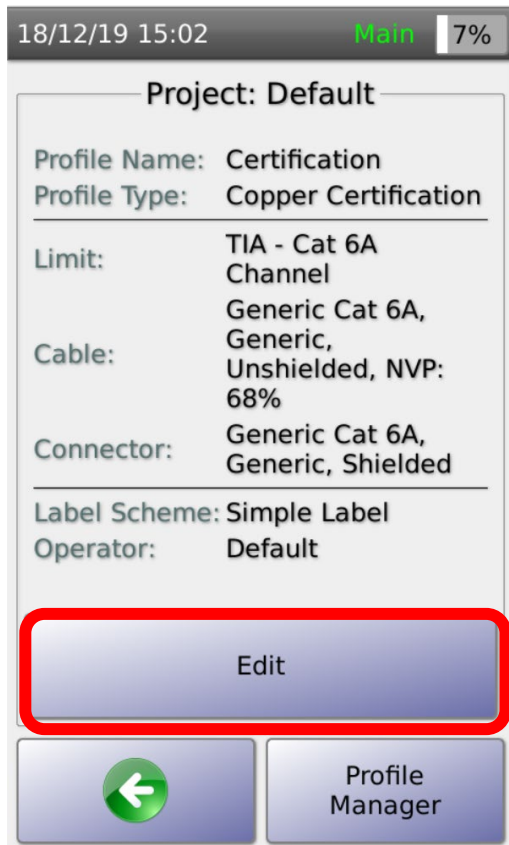 18/12/19 15:02 Main 7%
Project: Default
Profile Name: Certification
Profile Type: Copper Certification
Limit: TIA - Cat 6A
Channel
Cable: Generic Cat 6A,
Generic,
Unshielded, NVP:
68%
Connector: Generic Cat 6A,
Generic, Shielded
Label Scheme: Simple Label
Operator: Default
Edit
Profile
Manager